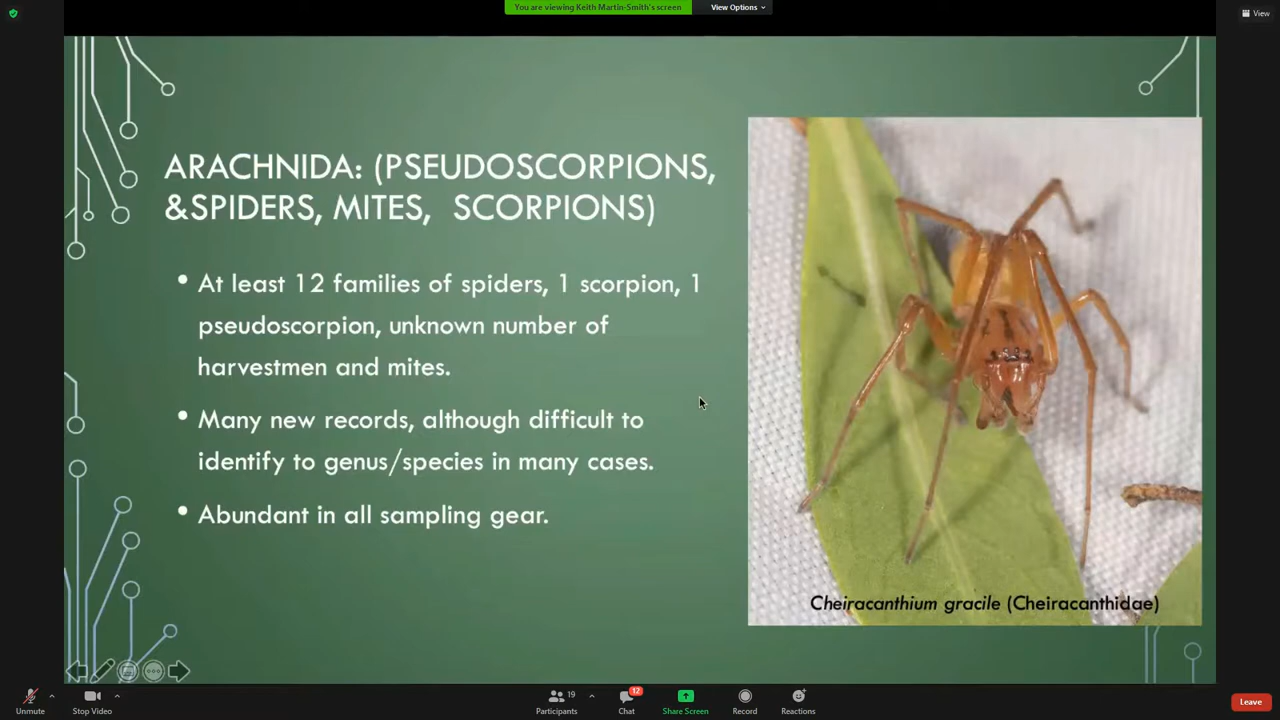 You are viewing Keith Martin-Smith's screen
View Options
View
ARACHNIDA: (PSEUDOSCORPIONS,
&SPIDERS, MITES, SCORPIONS)
• At least 12 families of spiders, 1 scorpion, 1
pseudoscorpion, unknown number of
harvestmen and mites.
• Many new records, although difficult to
identify to genus/species in many cases.
• Abundant in all sampling gear.
Cheiracanthium gracile (Cheiracanthidae)
Unmute
Stop Video
Participants
19
Chat
12
Share Screen
Record
Reactions
Leave